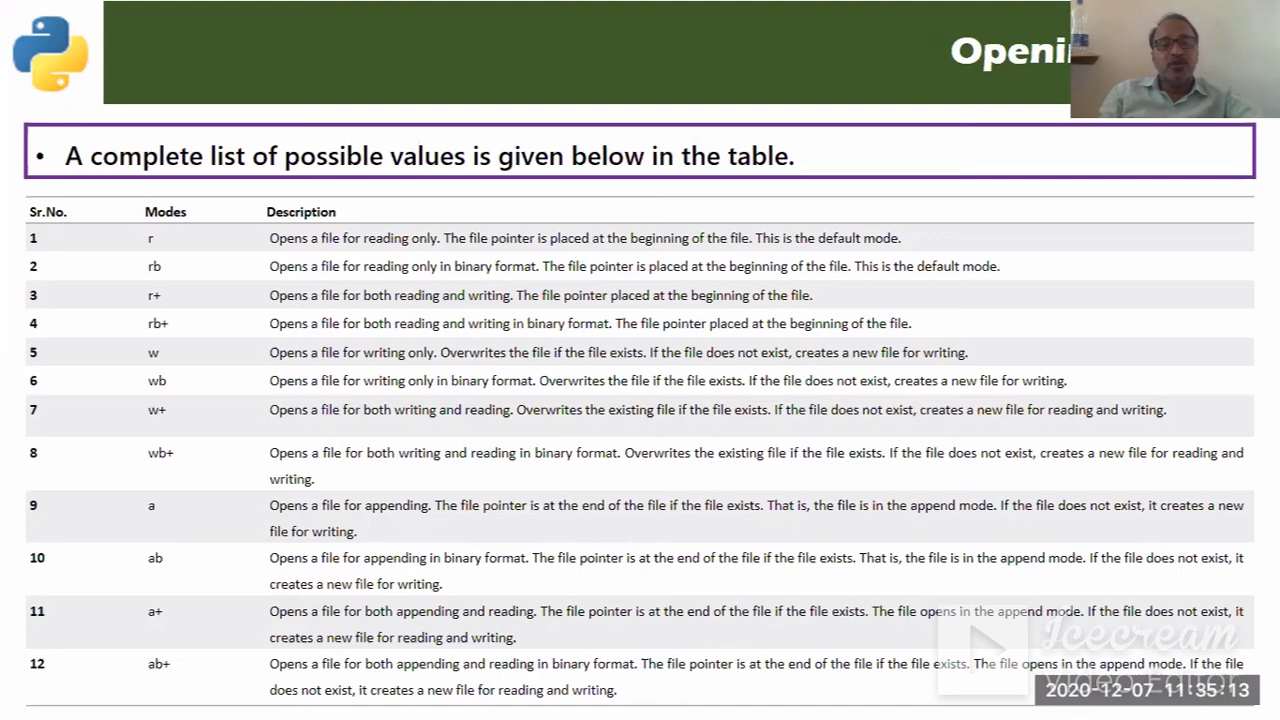 Openi
• A complete list of possible values is given below in the table.
Sr.No. Modes Description
1 r Opens a file for reading only. The file pointer is placed at the beginning of the file. This is the default mode.
2 rb Opens a file for reading only in binary format. The file pointer is placed at the beginning of the file. This is the default mode.
3 r+ Opens a file for both reading and writing. The file pointer placed at the beginning of the file.
4 rb+ Opens a file for both reading and writing in binary format. The file pointer placed at the beginning of the file.
5 w Opens a file for writing only. Overwrites the file if the file exists. If the file does not exist, creates a new file for writing.
6 wb Opens a file for writing only in binary format. Overwrites the file if the file exists. If the file does not exist, creates a new file for writing.
7 w+ Opens a file for both writing and reading. Overwrites the existing file if the file exists. If the file does not exist, creates a new file for reading and writing.
8 wb+ Opens a file for both writing and reading in binary format. Overwrites the existing file if the file exists. If the file does not exist, creates a new file for reading and
writing.
9 a Opens a file for appending. The file pointer is at the end of the file if the file exists. That is, the file is in the append mode. If the file does not exist, it creates a new
file for writing.
10 ab Opens a file for appending in binary format. The file pointer is at the end of the file if the file exists. That is, the file is in the append mode. If the file does not exist, it
creates a new file for writing.
11 a+ Opens a file for both appending and reading. The file pointer is at the end of the file if the file exists. The file opens in the append mode. If the file does not exist, it
creates a new file for reading and writing.
12 ab+ Opens a file for both appending and reading in binary format. The file pointer is at the end of the file if the file exists. The file opens in the append mode. If the file
does not exist, it creates a new file for reading and writing.
Icecream
Video Editor
2020-12-07 11:35:13